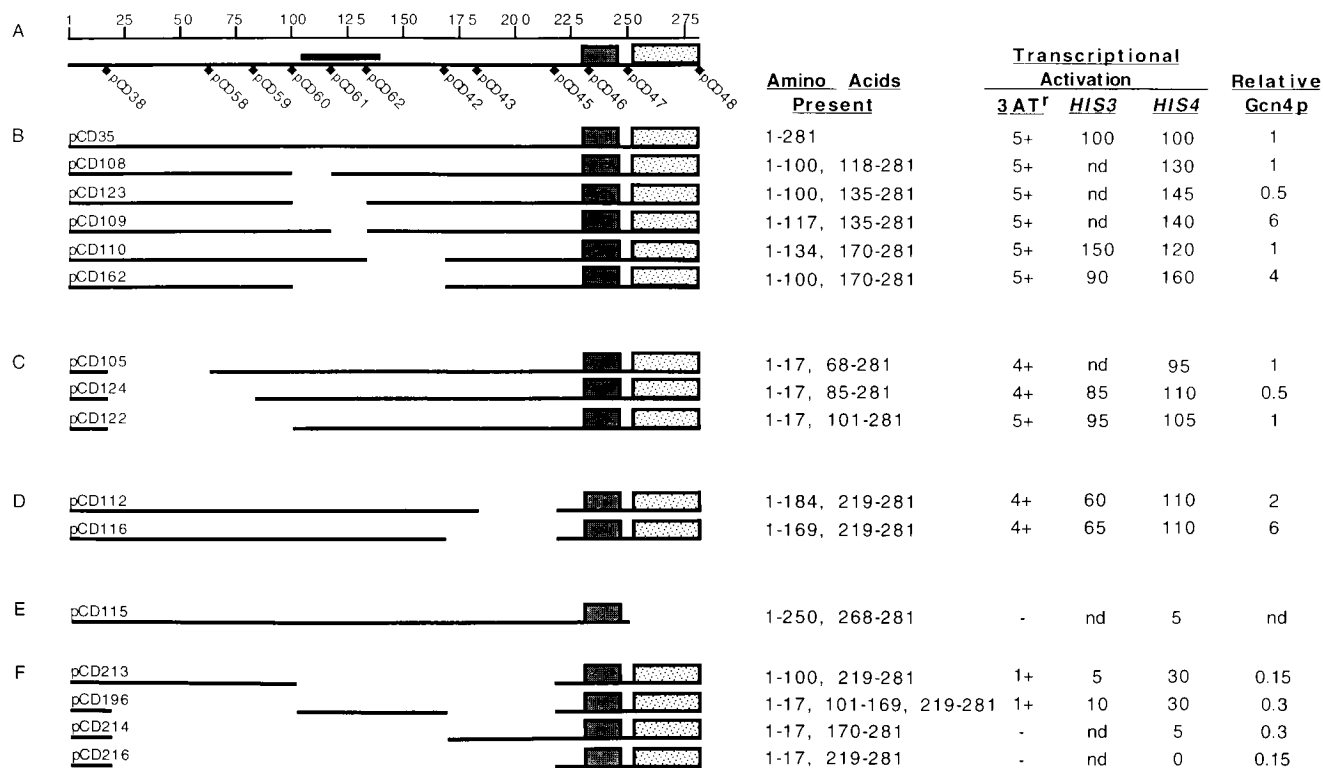 A
1 25 50 75 100 125 150 175 200 225 250 275
pCD38 pCD58 pCD59 pCD60 pCD61 pCD62 pCD42 pCD43 pCD45 pCD46 pCD47 pCD48
Transcriptional
Amino Acids Activation Relative
Present 3ATr HIS3 HIS4 Gcn4p
B
pCD35 1-281 5+ 100 100 1
pCD108 1-100, 118-281 5+ nd 130 1
pCD123 1-100, 135-281 5+ nd 145 0.5
pCD109 1-117, 135-281 5+ nd 140 6
pCD110 1-134, 170-281 5+ 150 120 1
pCD162 1-100, 170-281 5+ 90 160 4
C
pCD105 1-17, 68-281 4+ nd 95 1
pCD124 1-17, 85-281 4+ 85 110 0.5
pCD122 1-17, 101-281 5+ 95 105 1
D
pCD112 1-184, 219-281 4+ 60 110 2
pCD116 1-169, 219-281 4+ 65 110 6
E
pCD115 1-250, 268-281 - nd 5 nd
F
pCD213 1-100, 219-281 1+ 5 30 0.15
pCD196 1-17, 101-169, 219-281 1+ 10 30 0.3
pCD214 1-17, 170-281 - nd 5 0.3
pCD216 1-17, 219-281 - nd 0 0.15